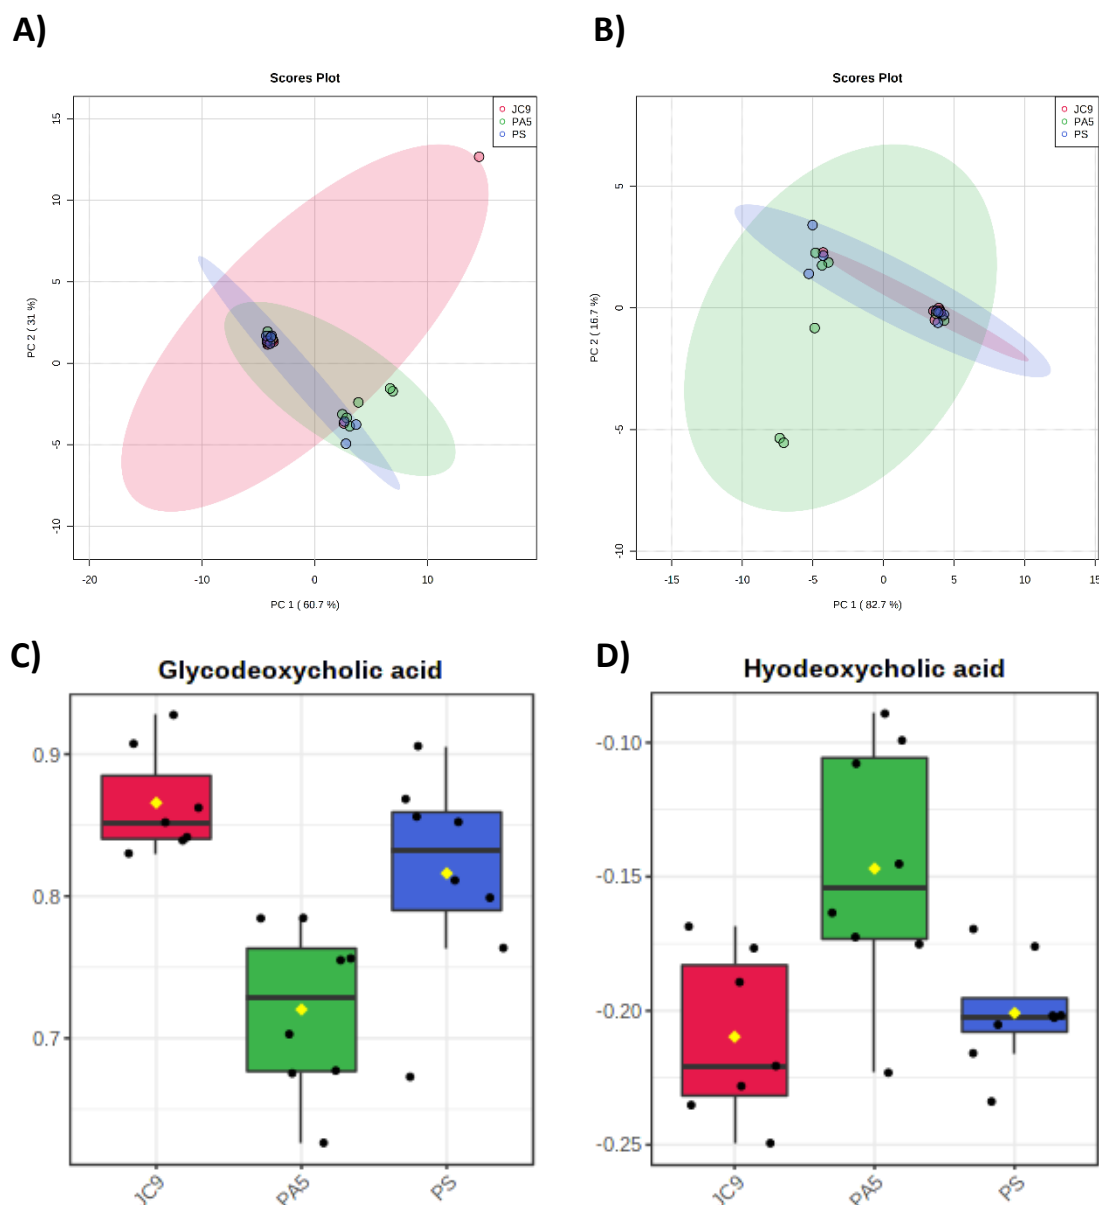 A)
B)
Scores Plot
Scores Plot
JC9
PA5
PS
JC9
PA5
PS
15
10
5
0
-5
-10
PC 2 ( 31 %)
-20
-10
0
10
PC 1 ( 60.7 %)
5
0
-5
-10
PC 2 ( 16.7 %)
-15
-10
-5
0
5
10
15
PC 1 ( 82.7 %)
C)
Glycodeoxycholic acid
0.9
0.8
0.7
JC9
PA5
PS
D)
Hyodeoxycholic acid
-0.10
-0.15
-0.20
-0.25
JC9
PA5
PS